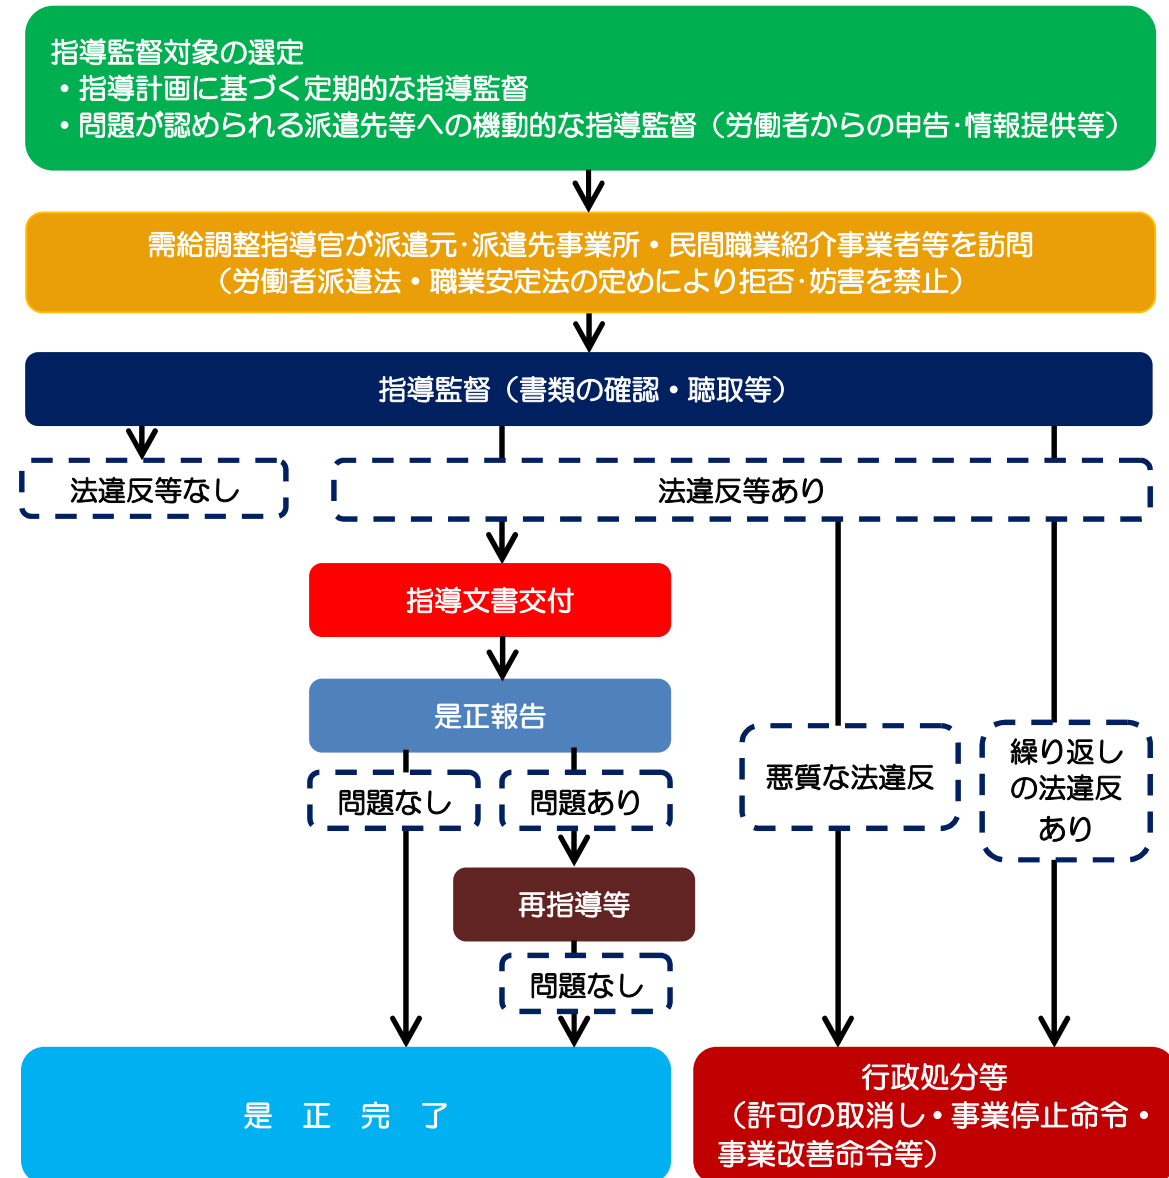 指導監督対象の選定
・指導計画に基づく定期的な指導監督
・問題が認められる派遣先等への機動的な指導監督（労働者からの申告･情報提供等）
需給調整指導官が派遣元･派遣先事業所・民間職業紹介事業者等を訪問
（労働者派遣法・職業安定法の定めにより拒否･妨害を禁止）
指導監督（書類の確認・聴取等）
法違反等なし
法違反等あり
指導文書交付
是正報告
問題なし
問題あり
悪質な法違反
繰り返し
の法違反
あり
再指導等
問題なし
是　正　完　了
行政処分等
（許可の取消し・事業停止命令・
事業改善命令等）